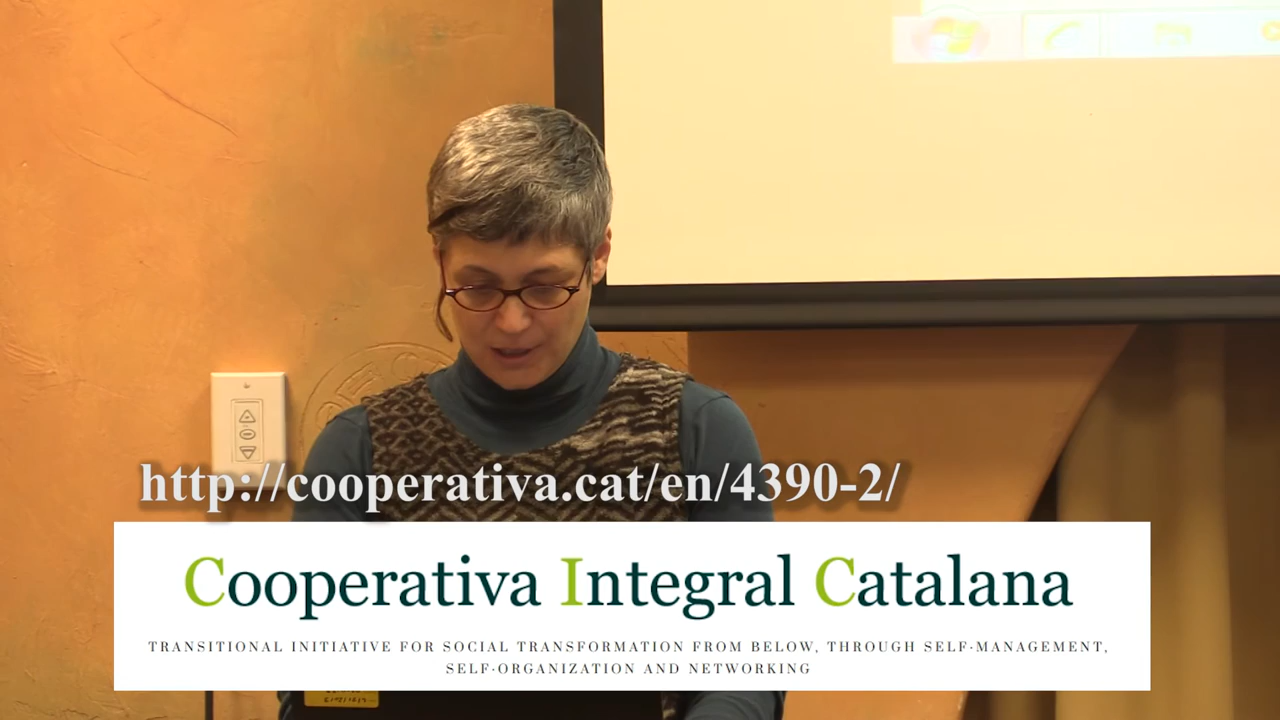 http://cooperativa.cat/en/4390-2/
Cooperativa Integral Catalana
TRANSITIONAL INITIATIVE FOR SOCIAL TRANSFORMATION FROM BELOW, THROUGH SELF-MANAGEMENT,
SELF-ORGANIZATION AND NETWORKING